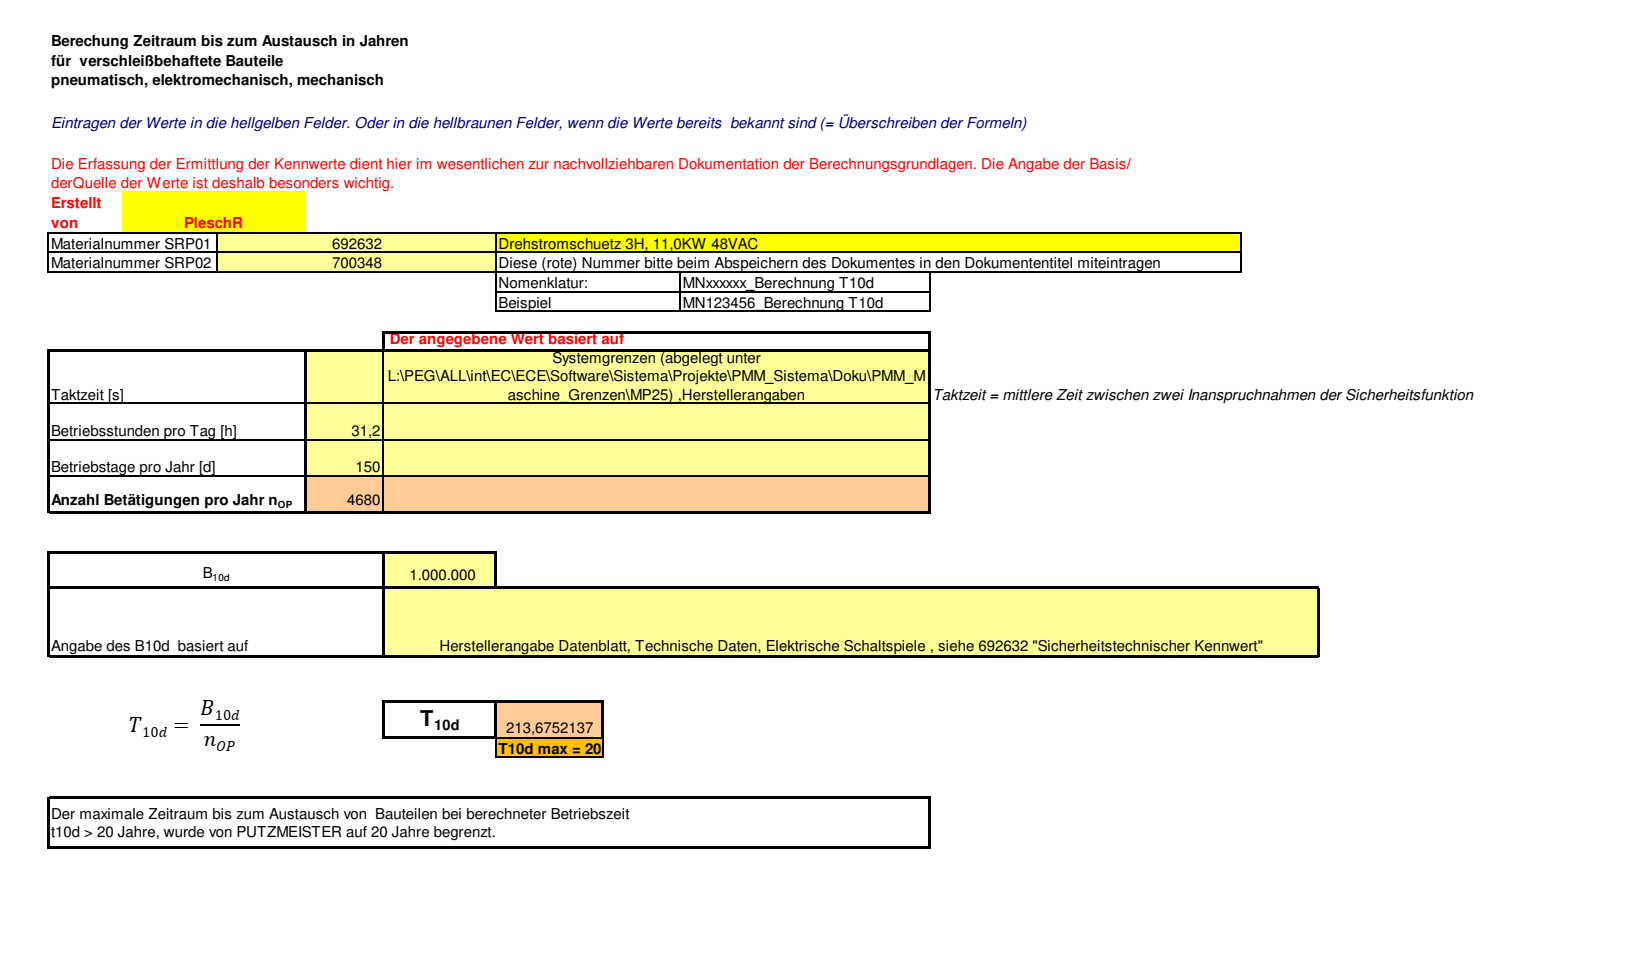 Berechung Zeitraum bis zum Austausch in Jahren
für  verschleißbehaftete Bauteile
pneumatisch, elektromechanisch, mechanisch
Eintragen der Werte in die hellgelben Felder. Oder in die hellbraunen Felder, wenn die Werte bereits  bekannt sind (= Überschreiben der Formeln)
Die Erfassung der Ermittlung der Kennwerte dient hier im wesentlichen zur nachvollziehbaren Dokumentation der Berechnungsgrundlagen. Die Angabe der Basis/
derQuelle der Werte ist deshalb besonders wichtig.
Erstellt
von PleschR
Materialnummer SRP01 692632 Drehstromschuetz 3H, 11,0KW 48VAC
Materialnummer SRP02 700348 Diese (rote) Nummer bitte beim Abspeichern des Dokumentes in den Dokumententitel miteintragen
Nomenklatur: MNxxxxxx_Berechnung T10d
Beispiel MN123456_Berechnung T10d
Der angegebene Wert basiert auf
Systemgrenzen (abgelegt unter
L:\PEG\ALL\int\EC\ECE\Software\Sistema\Projekte\PMM_Sistema\Doku\PMM_M
Taktzeit [s] aschine_Grenzen\MP25) ,Herstellerangaben Taktzeit = mittlere Zeit zwischen zwei Inanspruchnahmen der Sicherheitsfunktion
Betriebsstunden pro Tag [h] 31,2
Betriebstage pro Jahr [d] 150
Anzahl Betätigungen pro Jahr nOP 4680
B10d 1.000.000
Angabe des B10d  basiert auf Herstellerangabe Datenblatt, Technische Daten, Elektrische Schaltspiele , siehe 692632 "Sicherheitstechnischer Kennwert"
T10d = B10d / nOP T10d 213,6752137
T10d max = 20
Der maximale Zeitraum bis zum Austausch von  Bauteilen bei berechneter Betriebszeit
t10d > 20 Jahre, wurde von PUTZMEISTER auf 20 Jahre begrenzt.